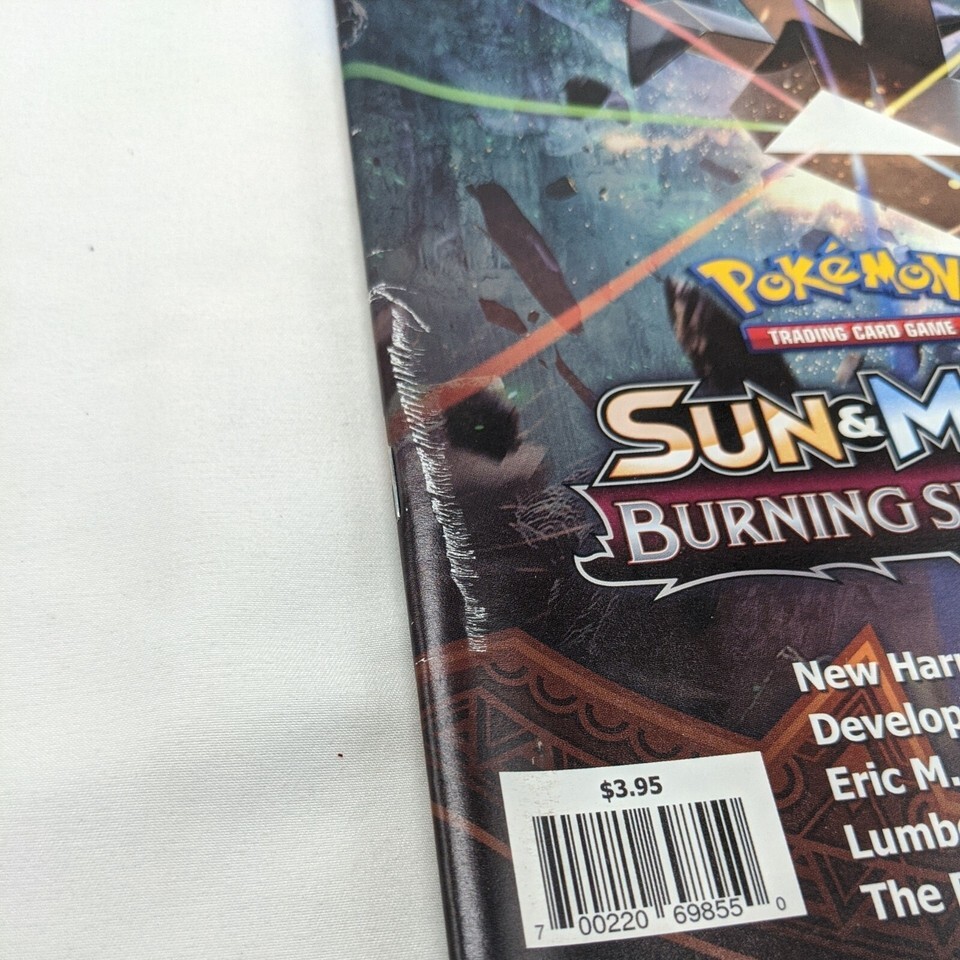 POKÉMON
TRADING CARD GAME
SUN & M
BURNING S
New Har
Develop
Eric M.
Lumb
The
$3.95
7 00220 69855 0